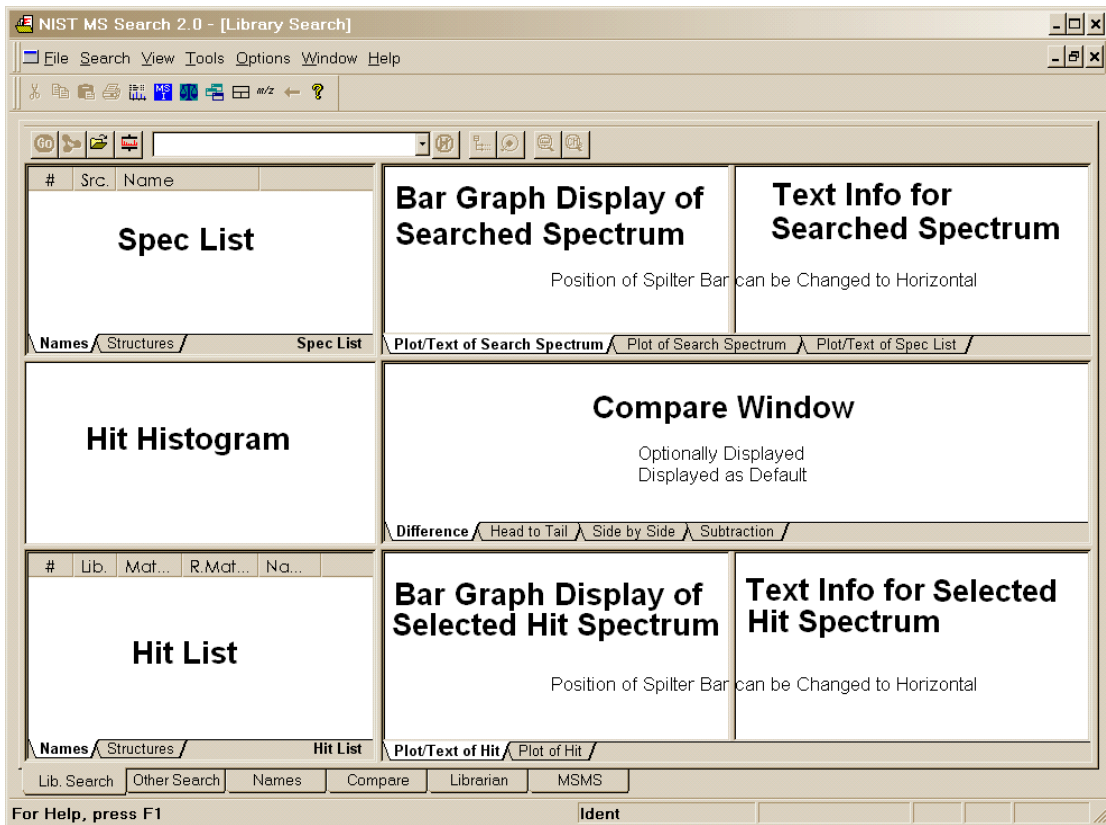 NIST MS Search 2.0 - [Library Search]
File Search View Tools Options Window Help
MS
m/z
?
Go
H
# Src. Name
Spec List
Names Structures Spec List
Bar Graph Display of
Searched Spectrum
Text Info for
Searched Spectrum
Position of Spilter Bar can be Changed to Horizontal
Plot/Text of Search Spectrum Plot of Search Spectrum Plot/Text of Spec List
Hit Histogram
Compare Window
Optionally Displayed
Displayed as Default
Difference Head to Tail Side by Side Subtraction
# Lib. Mat... R.Mat... Na...
Hit List
Names Structures Hit List
Bar Graph Display of
Selected Hit Spectrum
Text Info for Selected
Hit Spectrum
Position of Spilter Bar can be Changed to Horizontal
Plot/Text of Hit Plot of Hit
Lib. Search Other Search Names Compare Librarian MSMS
For Help, press F1 Ident